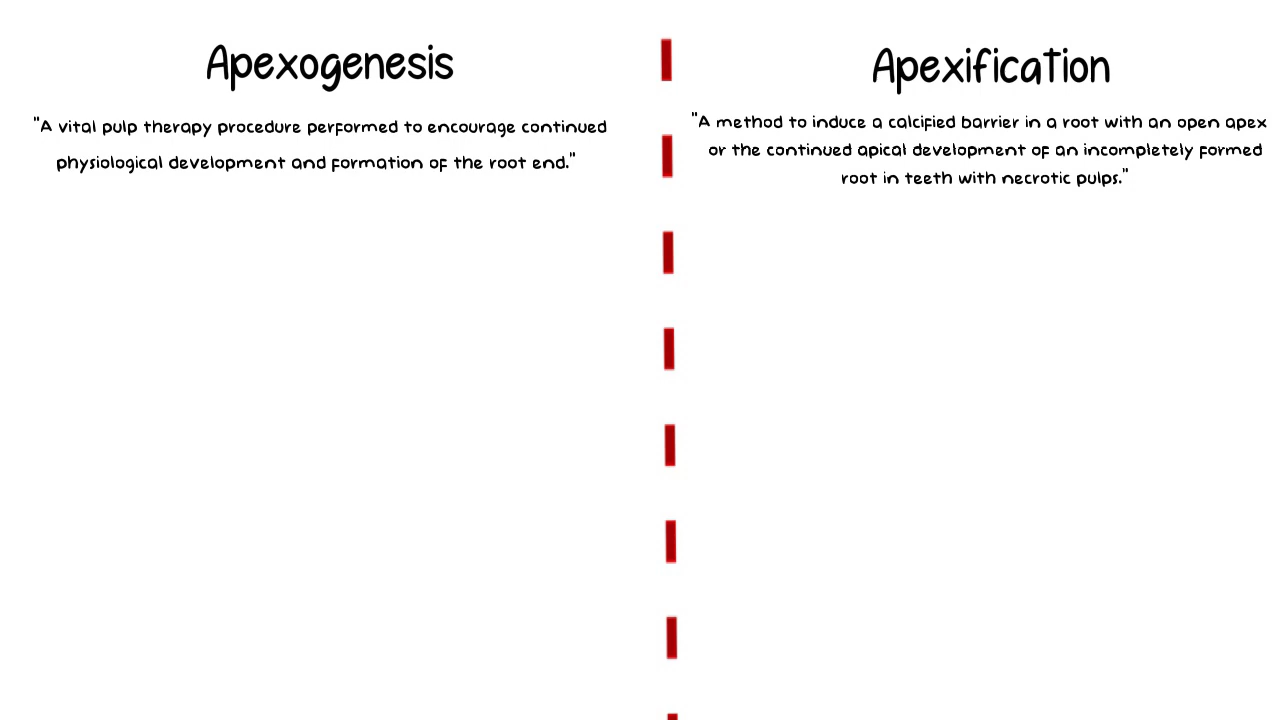 Apexogenesis
"A vital pulp therapy procedure performed to encourage continued
physiological development and formation of the root end."
Apexification
"A method to induce a calcified barrier in a root with an open apex
or the continued apical development of an incompletely formed
root in teeth with necrotic pulps."